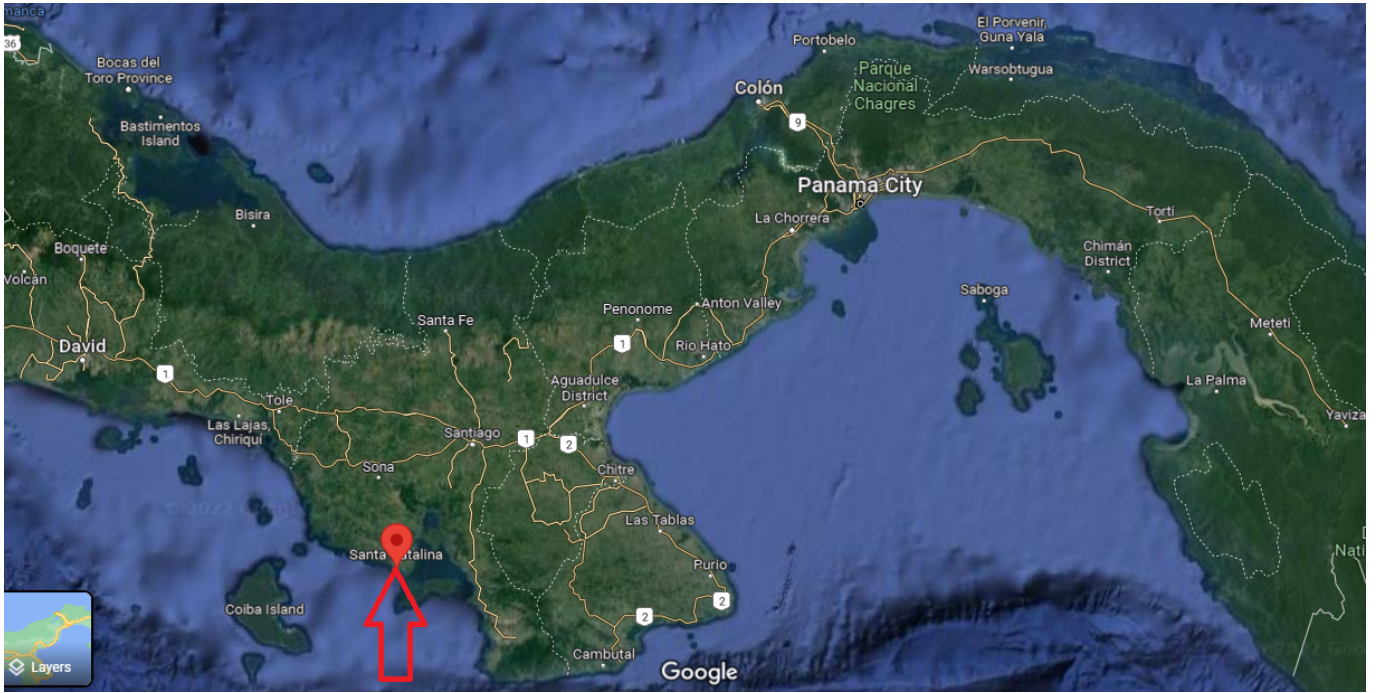 manca
36
Bocas del
Toro Province
Bastimentos
Island
Bisira
Boquete
Volcán
David
1
Tole
Las Lajas,
Chiriquí
Santa Fe
Santiago
Sona
Santa Catalina
Coiba Island
Portobelo
Colón
9
Parque
Nacional
Chagres
El Porvenir,
Guna Yala
Warsobtugua
Panama City
La Chorrera
Penonome
Anton Valley
1
Rio Hato
Aguadulce
District
1
2
Chitre
Las Tablas
Purio
2
2
Cambutal
Saboga
Chimán
District
Torti
Meteti
La Palma
Yaviza
Nati
Layers
Google